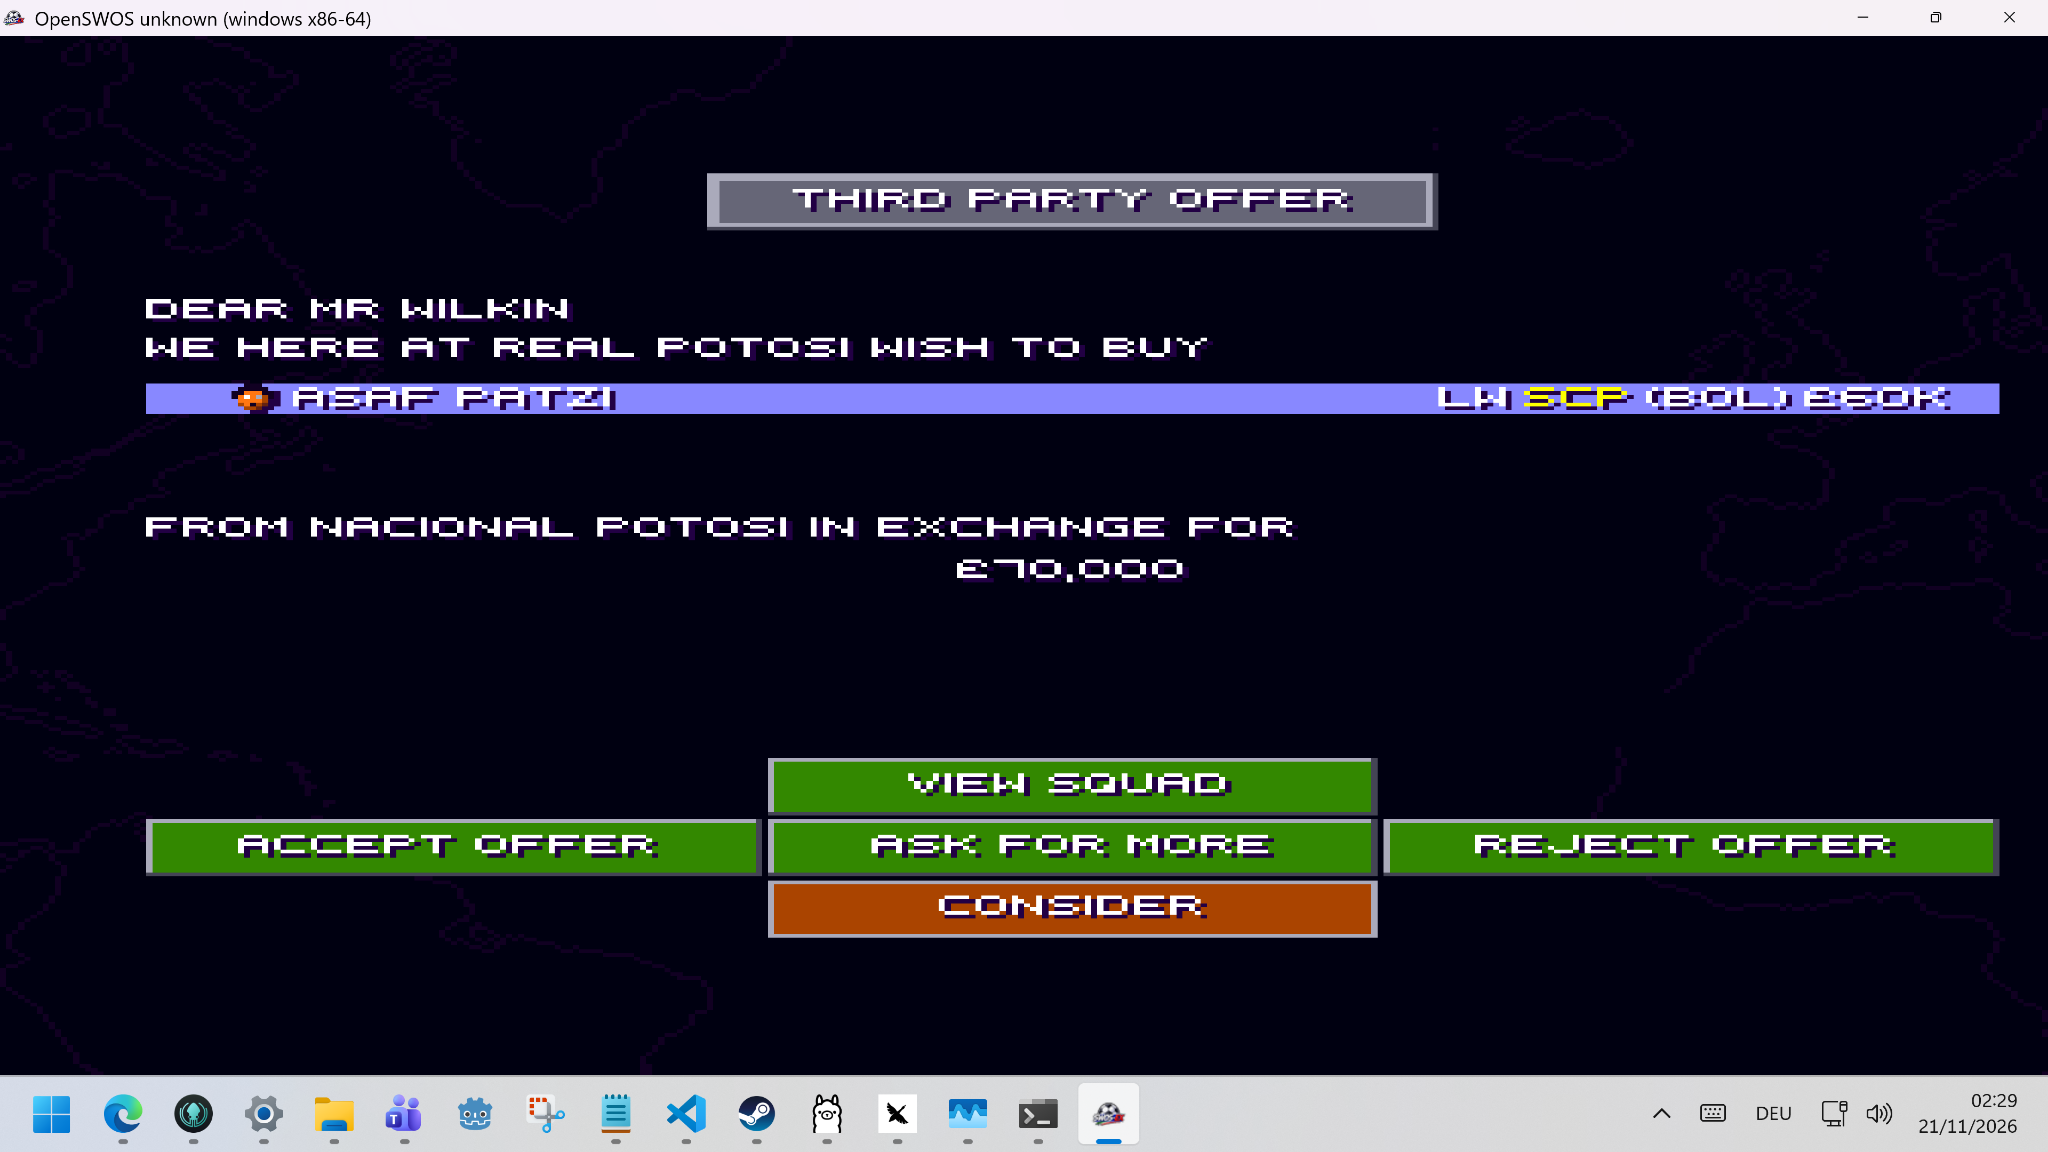 OpenSWOS unknown (windows x86-64)
THIRD PARTY OFFER
DEAR MR WILKIN
WE HERE AT REAL POTOSI WISH TO BUY
ASAF PATZI LW SCP (BOL) £60K
FROM NACIONAL POTOSI IN EXCHANGE FOR
£70,000
VIEW SQUAD
ACCEPT OFFER ASK FOR MORE REJECT OFFER
CONSIDER
DEU
02:29
21/11/2026